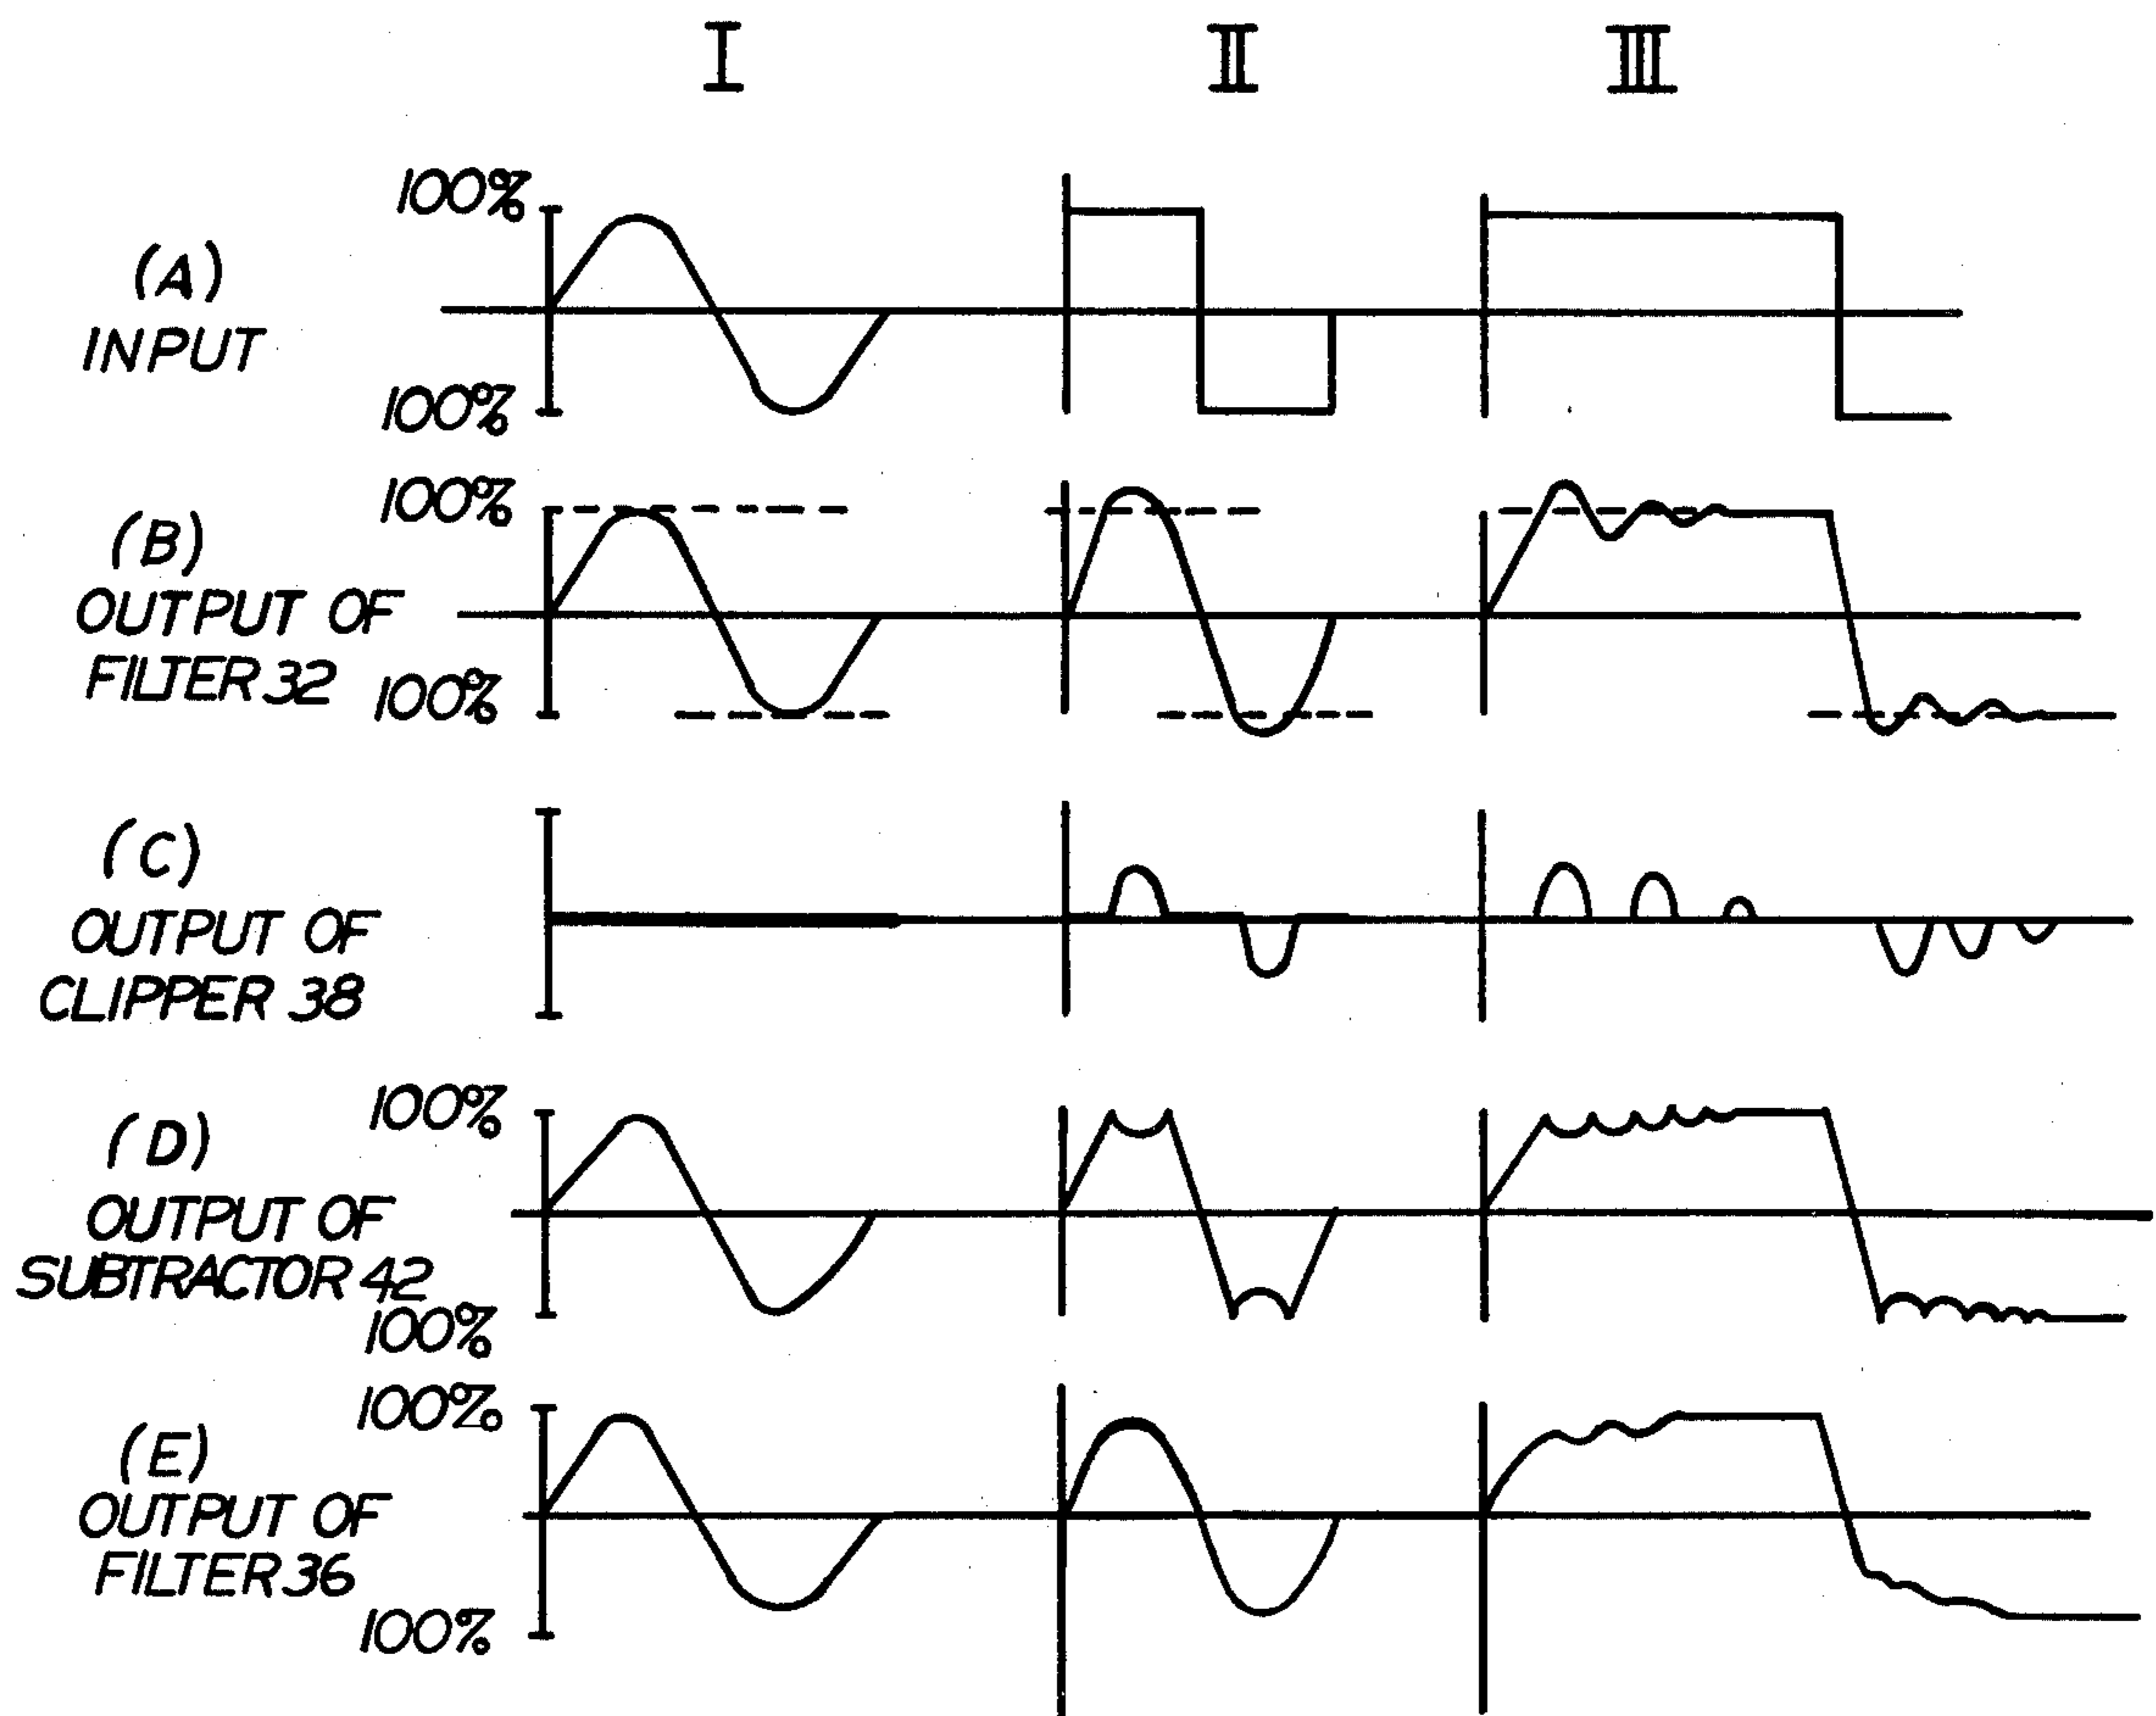 I II III
100%
(A)
INPUT
100%
100%
(B)
OUTPUT OF
FILTER 32
100%
(C)
OUTPUT OF
CLIPPER 38
100%
(D)
OUTPUT OF
SUBTRACTOR 42
100%
100%
(E)
OUTPUT OF
FILTER 36
100%